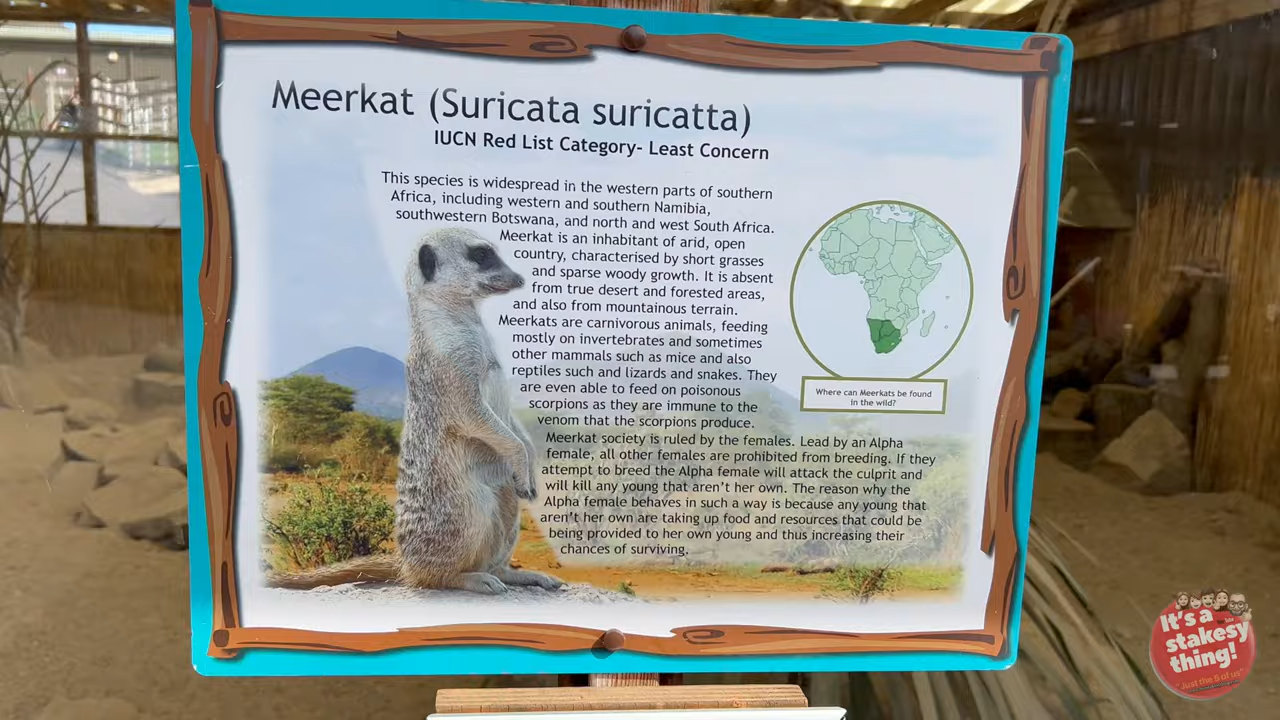 Meerkat (Suricata suricatta)
IUCN Red List Category- Least Concern
This species is widespread in the western parts of southern
Africa, including western and southern Namibia,
southwestern Botswana, and north and west South Africa.
Meerkat is an inhabitant of arid, open
country, characterised by short grasses
and sparse woody growth. It is absent
from true desert and forested areas,
and also from mountainous terrain.
Meerkats are carnivorous animals, feeding
mostly on invertebrates and sometimes
other mammals such as mice and also
reptiles such and lizards and snakes. They
are even able to feed on poisonous
scorpions as they are immune to the
venom that the scorpions produce.
Meerkat society is ruled by the females. Lead by an Alpha
female, all other females are prohibited from breeding. If they
attempt to breed the Alpha female will attack the culprit and
will kill any young that aren't her own. The reason why the
Alpha female behaves in such a way is because any young that
aren't her own are taking up food and resources that could be
being provided to her own young and thus increasing their
chances of surviving.
Where can Meerkats be found
in the wild?
It's a
stakesy
thing!
"Just the 6 of us"